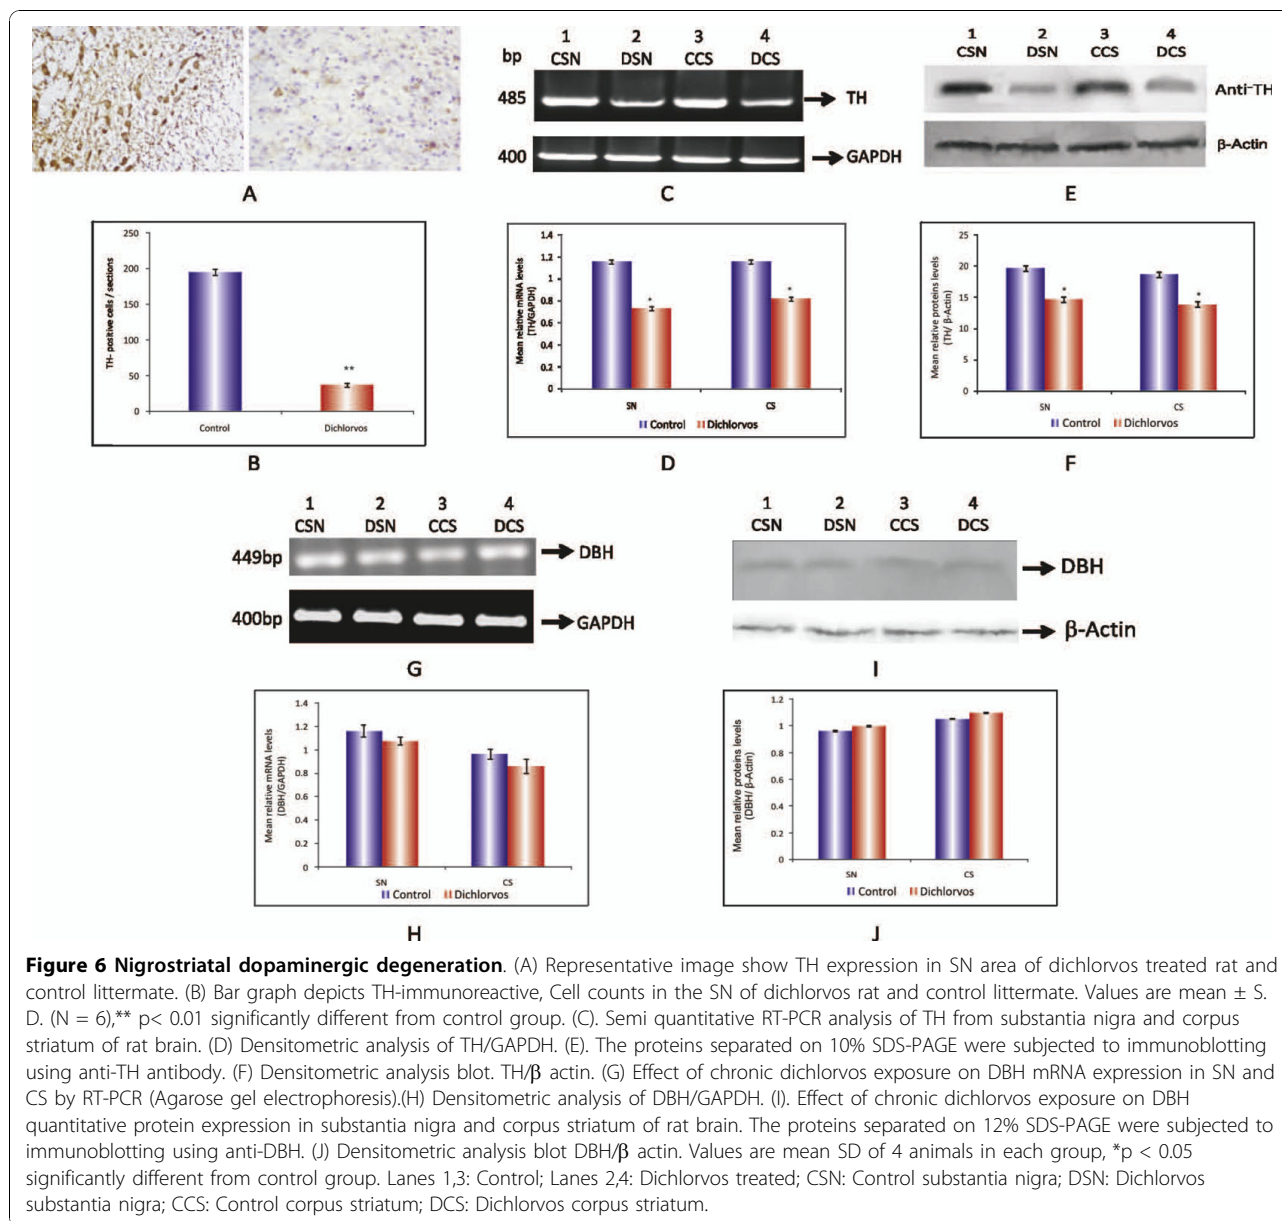 1 2 3 4
bp CSN DSN CCS DCS
485 TH
400 GAPDH
1 2 3 4
CSN DSN CCS DCS
Anti-TH
β-Actin
A
C
E
250
200
150
100
50
0
TH- positive cells / sections
**
Control Dichlorvos
B
1.4
1.2
1
0.8
0.6
0.4
0.2
0
Mean relative mRNA levels
(TH/GAPDH)
* *
SN CS
Control Dichlorvos
D
25
20
15
10
5
0
Mean relative proteins levels
(TH/ β-Actin)
* *
SN CS
Control Dichlorvos
F
1 2 3 4
CSN DSN CCS DCS
449bp DBH
400bp GAPDH
G
1 2 3 4
CSN DSN CCS DCS
DBH
β-Actin
I
1.4
1.2
1
0.8
0.6
0.4
0.2
0
Mean relative mRNA levels
(DBH/GAPDH)
SN CS
Control Dichlorvos
H
1.2
1
0.8
0.6
0.4
0.2
0
Mean relative proteins levels
(DBH/ β-Actin)
SN CS
Control Dichlorvos
J
Figure 6 Nigrostriatal dopaminergic degeneration. (A) Representative image show TH expression in SN area of dichlorvos treated rat and
control littermate. (B) Bar graph depicts TH-immunoreactive, Cell counts in the SN of dichlorvos rat and control littermate. Values are mean ± S.
D. (N = 6),** p< 0.01 significantly different from control group. (C). Semi quantitative RT-PCR analysis of TH from substantia nigra and corpus
striatum of rat brain. (D) Densitometric analysis of TH/GAPDH. (E). The proteins separated on 10% SDS-PAGE were subjected to immunoblotting
using anti-TH antibody. (F) Densitometric analysis blot. TH/β actin. (G) Effect of chronic dichlorvos exposure on DBH mRNA expression in SN and
CS by RT-PCR (Agarose gel electrophoresis).(H) Densitometric analysis of DBH/GAPDH. (I). Effect of chronic dichlorvos exposure on DBH
quantitative protein expression in substantia nigra and corpus striatum of rat brain. The proteins separated on 12% SDS-PAGE were subjected to
immunoblotting using anti-DBH. (J) Densitometric analysis blot DBH/β actin. Values are mean SD of 4 animals in each group, *p < 0.05
significantly different from control group. Lanes 1,3: Control; Lanes 2,4: Dichlorvos treated; CSN: Control substantia nigra; DSN: Dichlorvos
substantia nigra; CCS: Control corpus striatum; DCS: Dichlorvos corpus striatum.